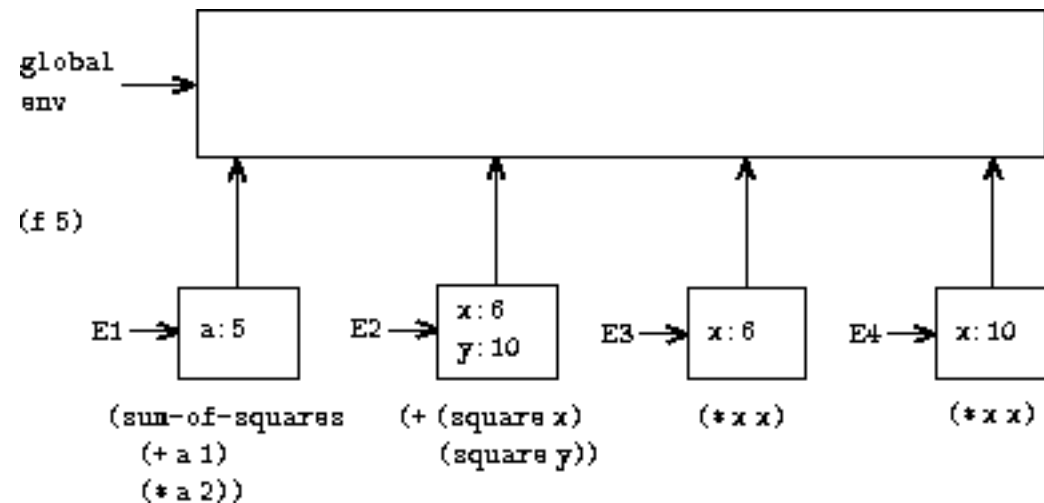 global
env
(f 5)
E1
a:5
E2
x:6
y:10
E3
x:6
E4
x:10
(sum-of-squares
(+ a 1)
(* a 2))
(+ (square x)
(square y))
(* x x)
(* x x)